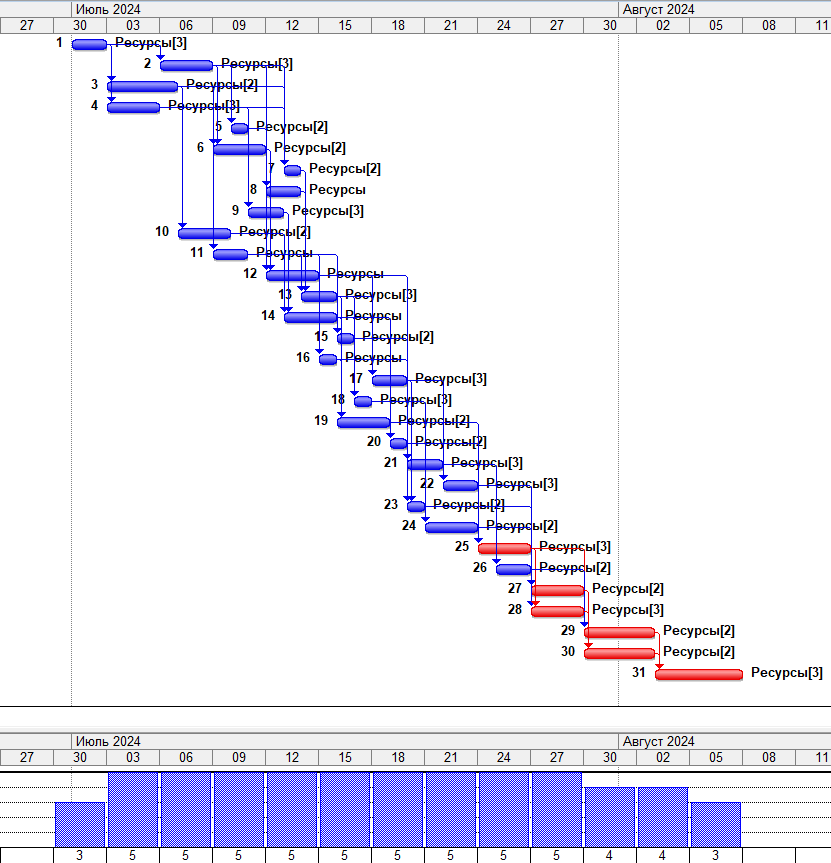 Июль 2024 Август 2024
27 30 03 06 09 12 15 18 21 24 27 30 02 05 08 11
1 Ресурсы[3]
2 Ресурсы[3]
3 Ресурсы[2]
4 Ресурсы[3]
5 Ресурсы[2]
6 Ресурсы[2]
7 Ресурсы[2]
8 Ресурсы
9 Ресурсы[3]
10 Ресурсы[2]
11 Ресурсы
12 Ресурсы
13 Ресурсы[3]
14 Ресурсы
15 Ресурсы[2]
16 Ресурсы
17 Ресурсы[3]
18 Ресурсы[3]
19 Ресурсы[2]
20 Ресурсы[2]
21 Ресурсы[3]
22 Ресурсы[3]
23 Ресурсы[2]
24 Ресурсы[2]
25 Ресурсы[3]
26 Ресурсы[2]
27 Ресурсы[2]
28 Ресурсы[3]
29 Ресурсы[2]
30 Ресурсы[2]
31 Ресурсы[3]
Июль 2024 Август 2024
27 30 03 06 09 12 15 18 21 24 27 30 02 05 08 11
3 5 5 5 5 5 5 5 5 5 4 4 3